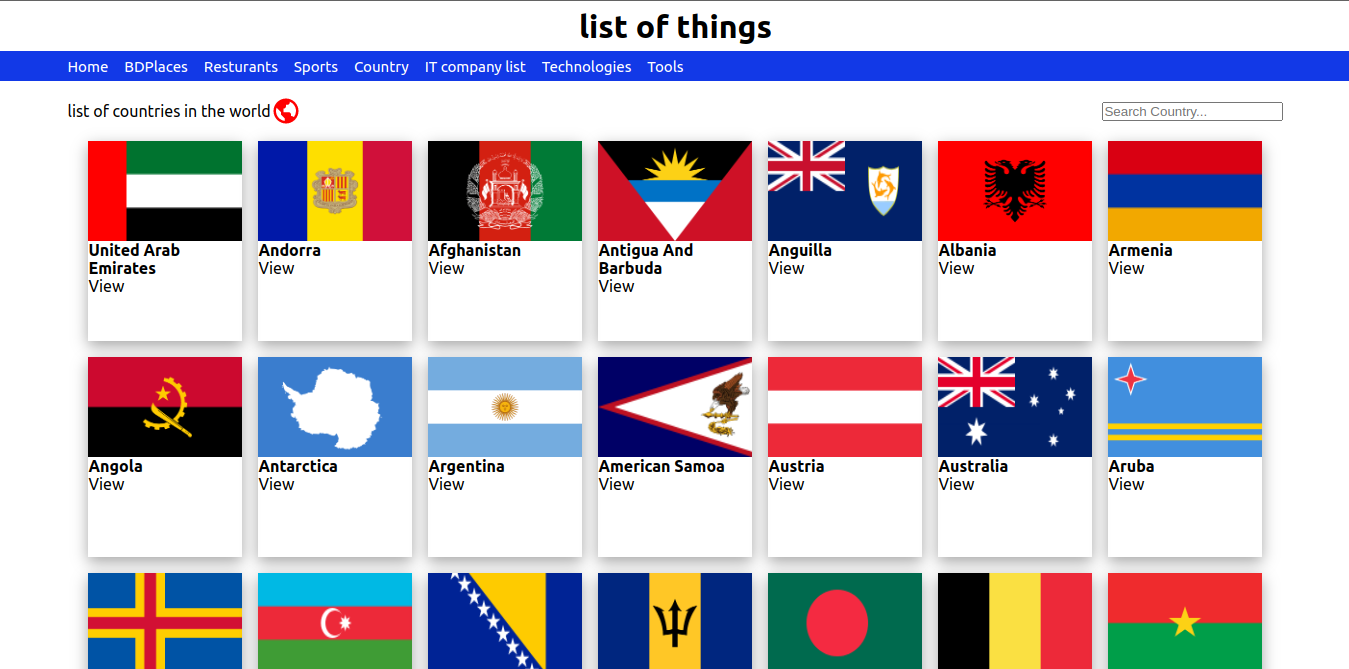 list of things
Home BDPlaces Resturants Sports Country IT company list Technologies Tools
list of countries in the world
Search Country...
United Arab
Emirates
View
Andorra
View
Afghanistan
View
Antigua And
Barbuda
View
Anguilla
View
Albania
View
Armenia
View
Angola
View
Antarctica
View
Argentina
View
American Samoa
View
Austria
View
Australia
View
Aruba
View